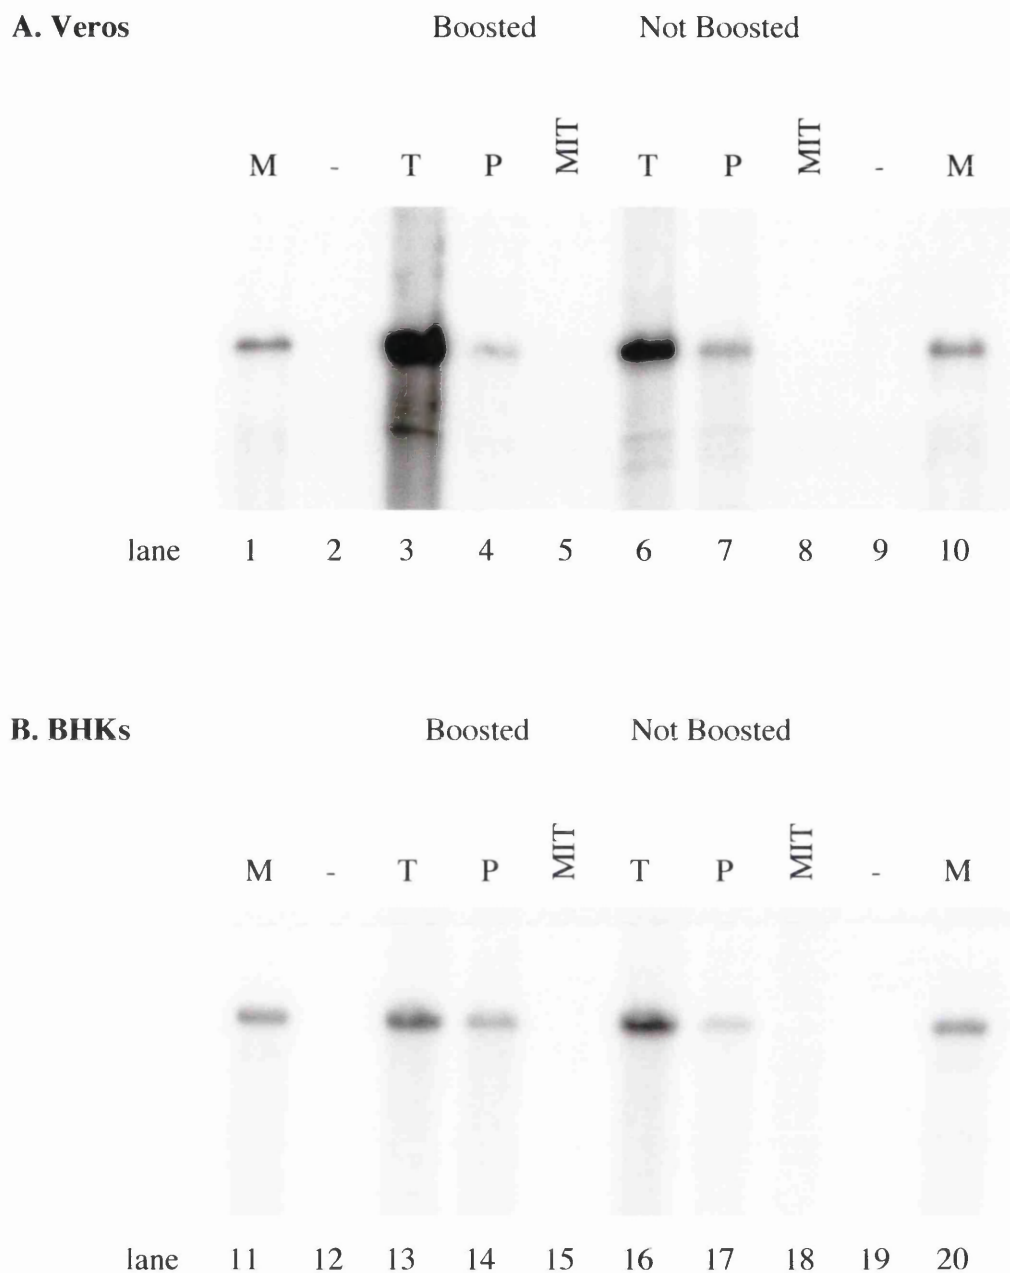 A. Veros Boosted Not Boosted
M - T P MIT T P MIT - M
lane 1 2 3 4 5 6 7 8 9 10
B. BHKs Boosted Not Boosted
M - T P MIT T P MIT - M
lane 11 12 13 14 15 16 17 18 19 20